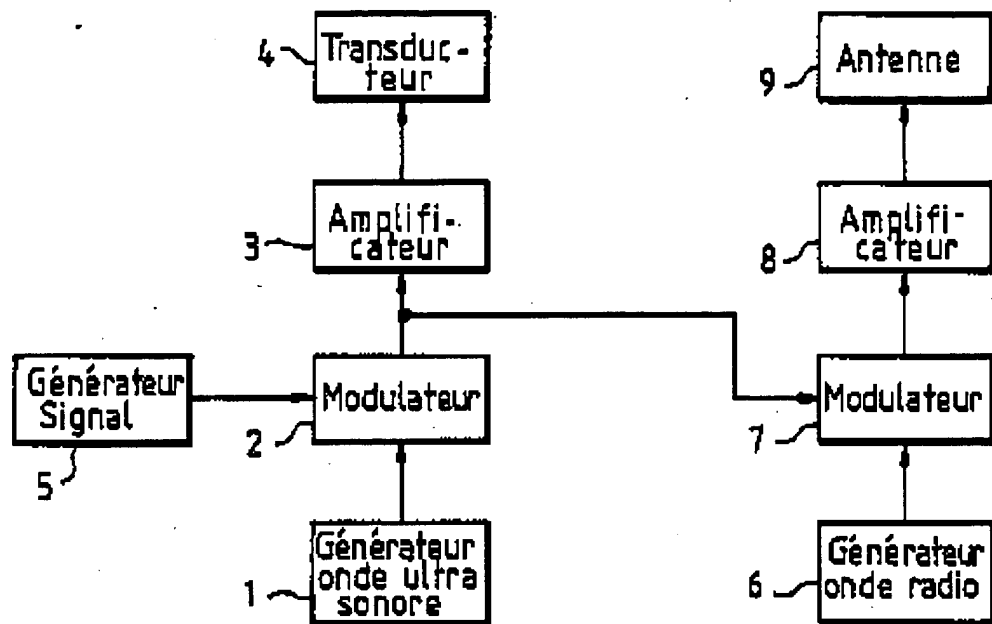 4
Transduc-
teur
9
Antenne
3
Amplifi-
cateur
8
Amplifi-
cateur
Générateur
Signal
5
Modulateur
2
Modulateur
7
Générateur
onde ultra
sonore
1
Générateur
onde radio
6